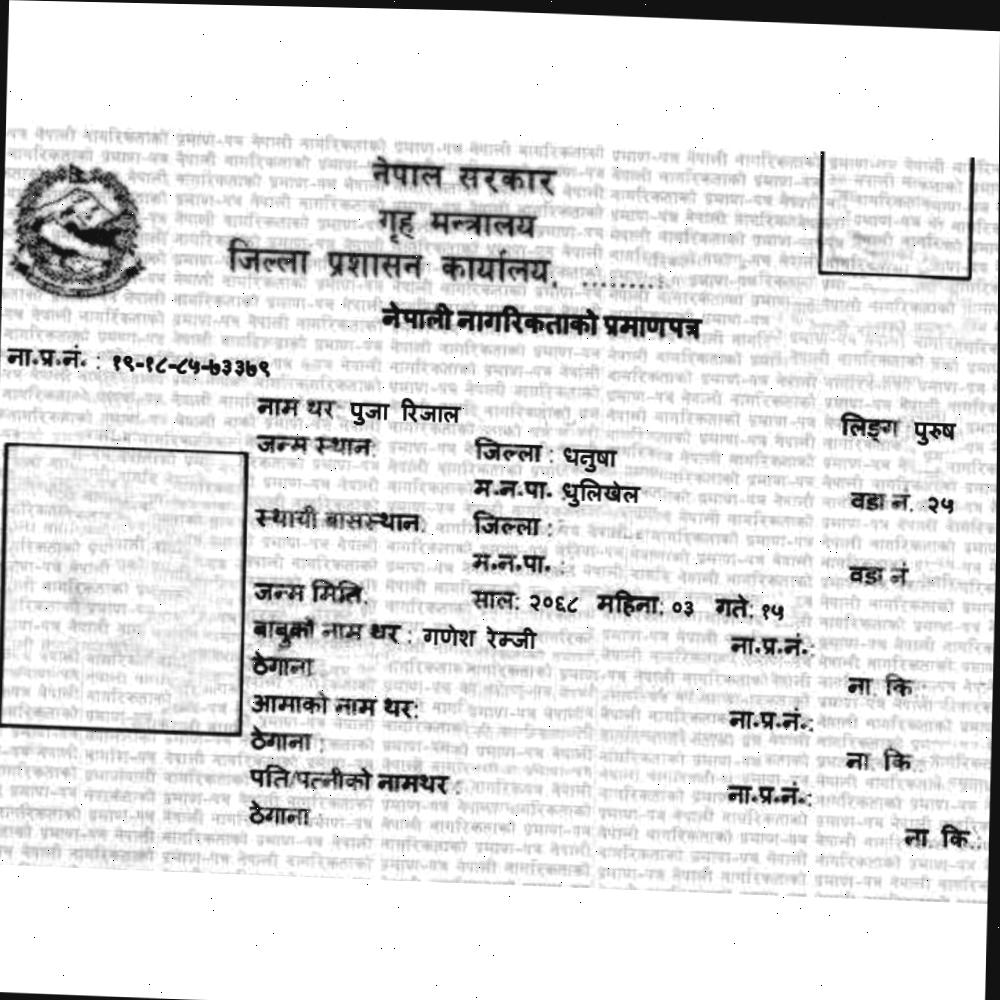 नेपाल सरकार
गृह मन्त्रालय
जिल्ला प्रशासन कार्यालय, .........
नेपाली नागरिकताको प्रमाणपत्र
ना.प्र.नं. : १९-१८-८५-७३३७९
नाम थर: पुजा रिजाल लिङ्ग पुरुष
जन्म स्थान: जिल्ला : धनुषा
म.न.पा. धुलिखेल वडा नं. २५
स्थायी बासस्थान: जिल्ला :
म.न.पा. : वडा नं.
जन्म मिति: साल: २०६८ महिना: ०३ गते: १५
बाबुको नाम थर : गणेश रेम्जी ना.प्र.नं.:
ठेगाना ना. कि.:
आमाको नाम थर: ना.प्र.नं.:
ठेगाना : ना. कि.:
पति/पत्नीको नामथर : ना.प्र.नं.:
ठेगाना ना. कि.: